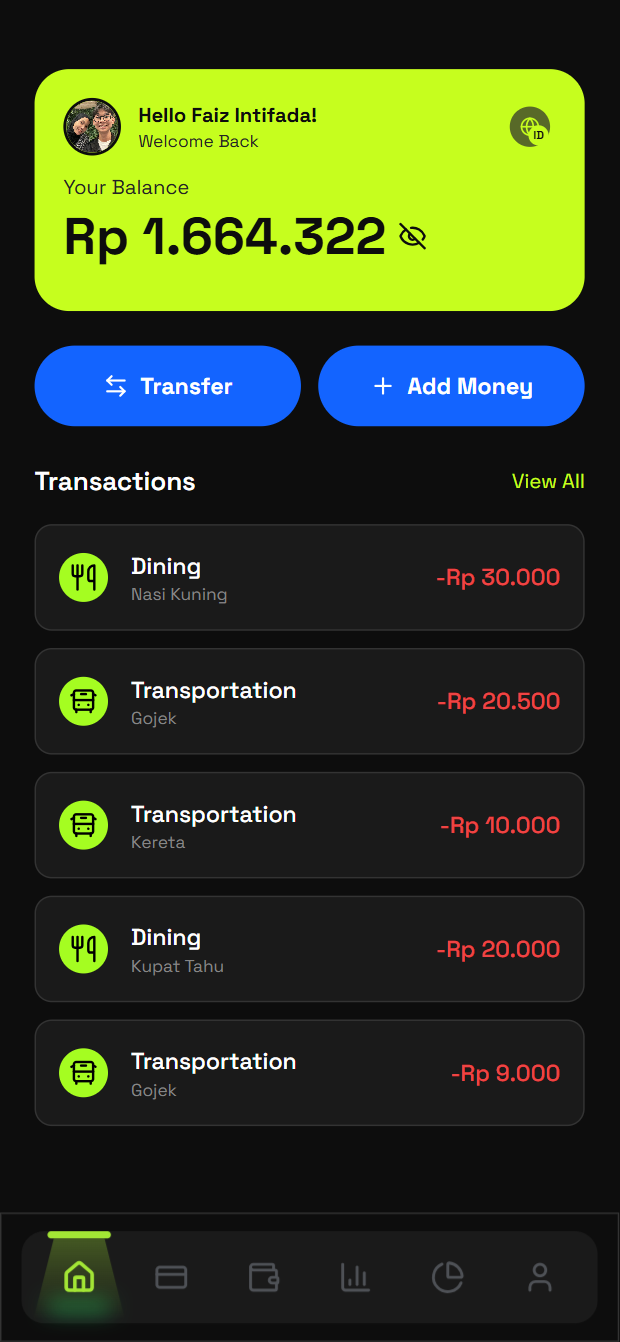 Hello Faiz Intifada!
Welcome Back
ID
Your Balance
Rp 1.664.322
Transfer
Add Money
Transactions
View All
Dining
Nasi Kuning
-Rp 30.000
Transportation
Gojek
-Rp 20.500
Transportation
Kereta
-Rp 10.000
Dining
Kupat Tahu
-Rp 20.000
Transportation
Gojek
-Rp 9.000